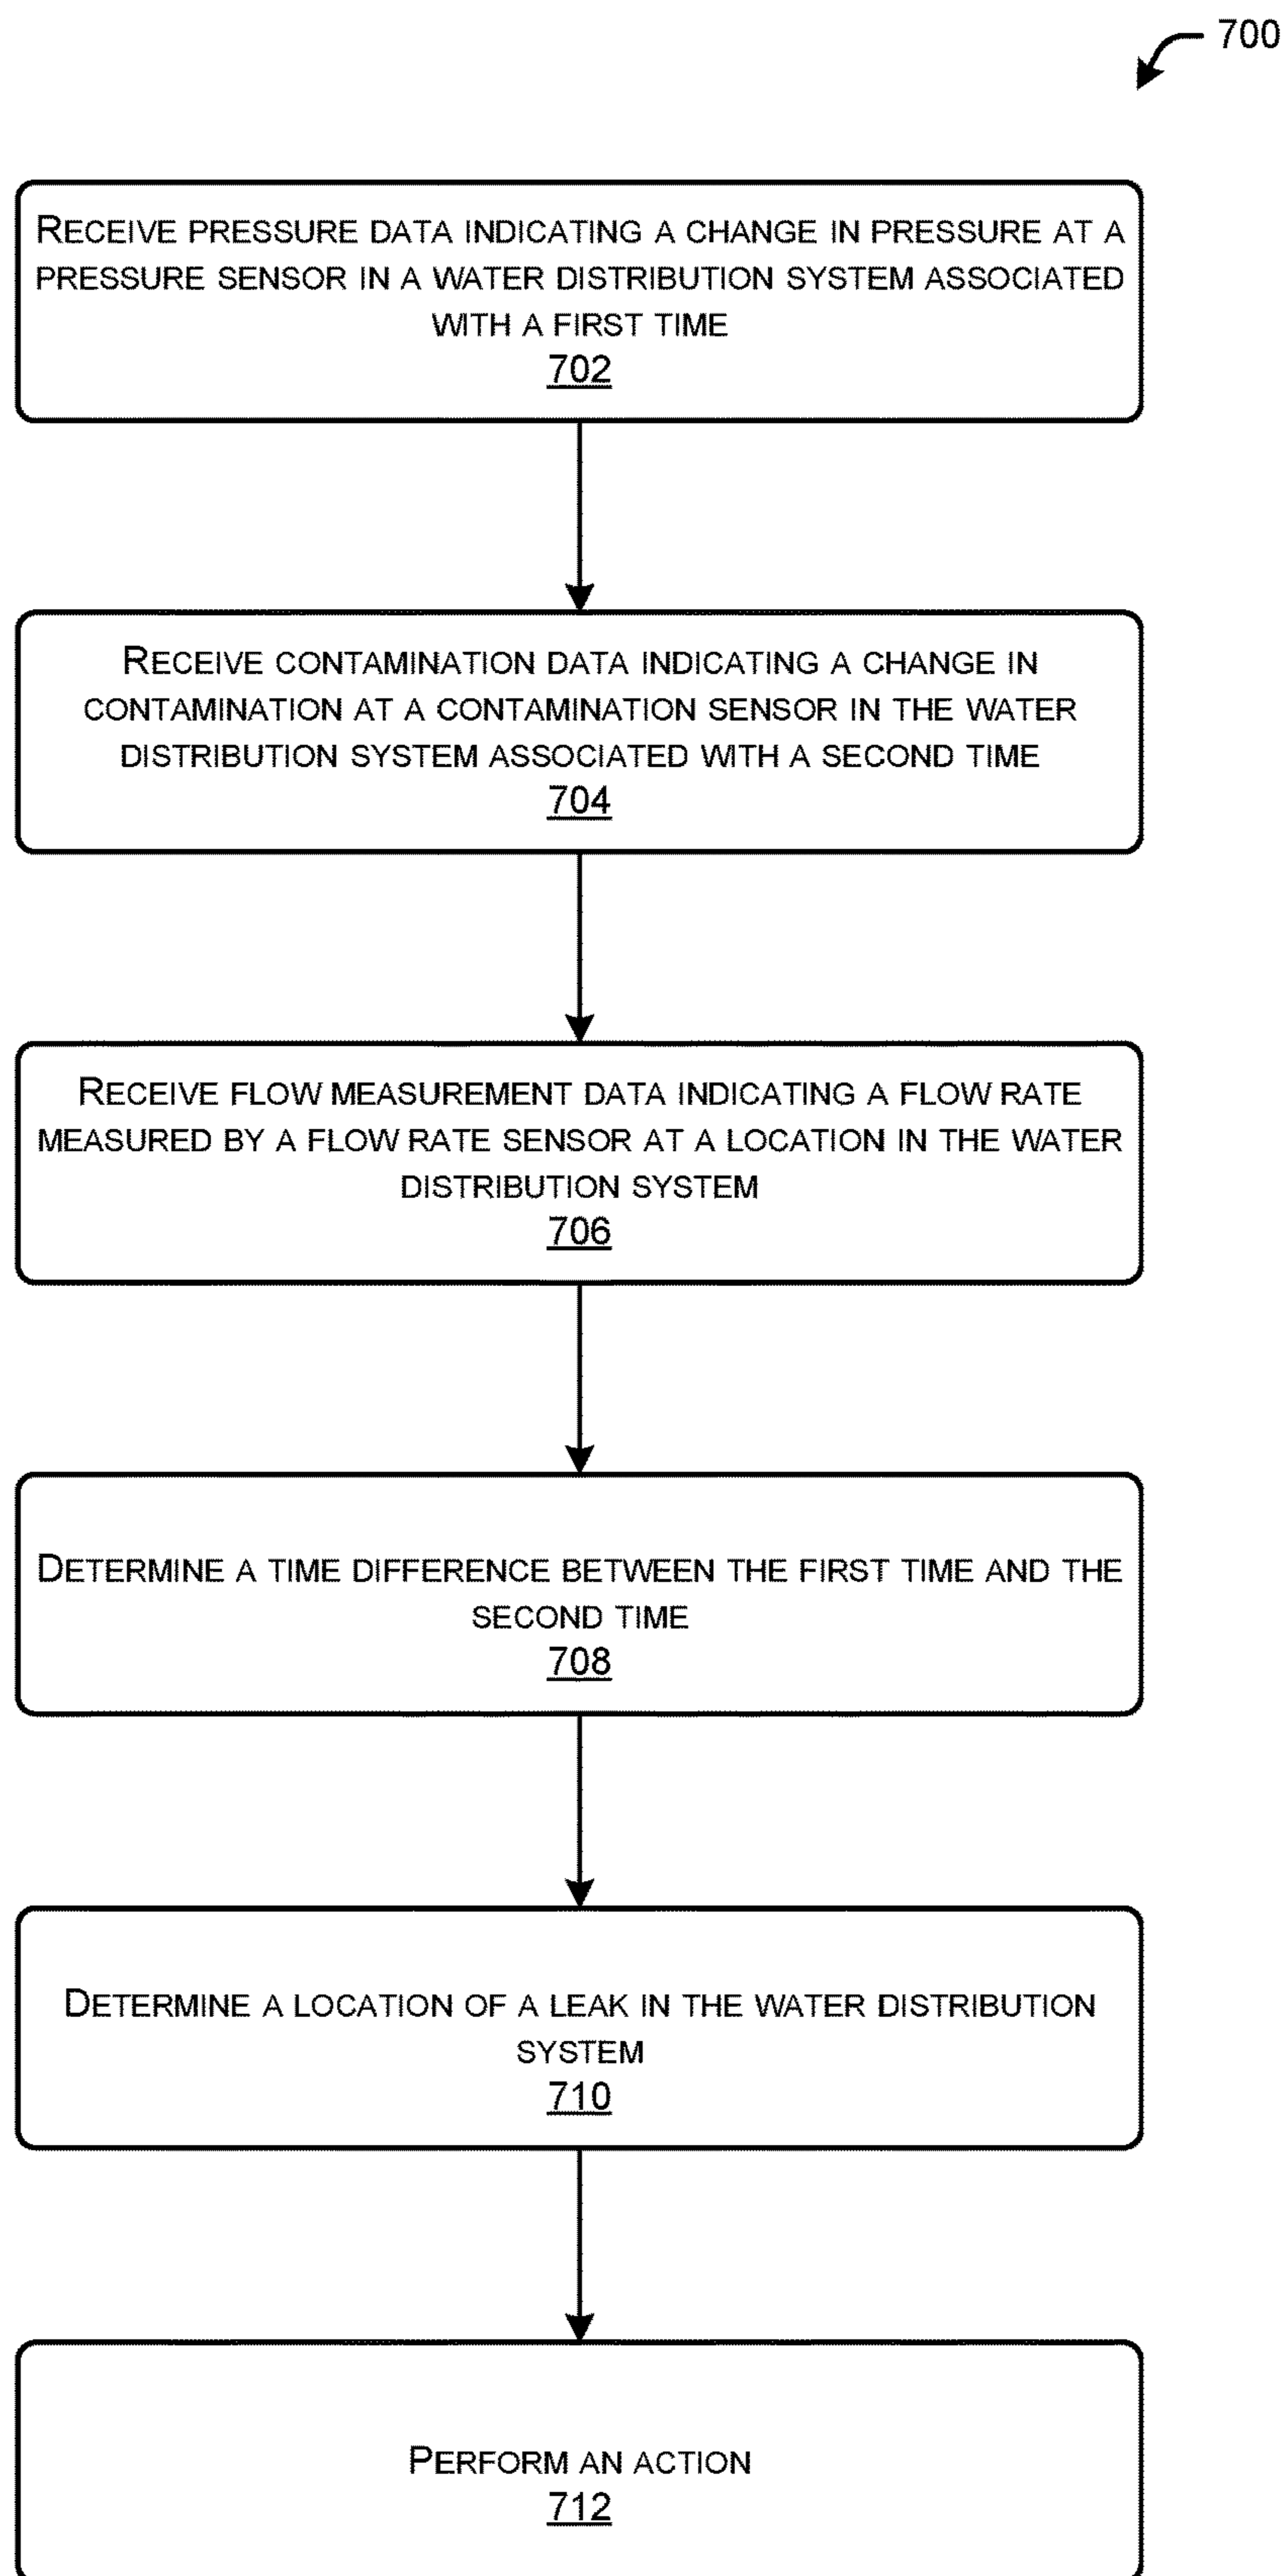 700
RECEIVE PRESSURE DATA INDICATING A CHANGE IN PRESSURE AT A
PRESSURE SENSOR IN A WATER DISTRIBUTION SYSTEM ASSOCIATED
WITH A FIRST TIME
702
RECEIVE CONTAMINATION DATA INDICATING A CHANGE IN
CONTAMINATION AT A CONTAMINATION SENSOR IN THE WATER
DISTRIBUTION SYSTEM ASSOCIATED WITH A SECOND TIME
704
RECEIVE FLOW MEASUREMENT DATA INDICATING A FLOW RATE
MEASURED BY A FLOW RATE SENSOR AT A LOCATION IN THE WATER
DISTRIBUTION SYSTEM
706
DETERMINE A TIME DIFFERENCE BETWEEN THE FIRST TIME AND THE
SECOND TIME
708
DETERMINE A LOCATION OF A LEAK IN THE WATER DISTRIBUTION
SYSTEM
710
PERFORM AN ACTION
712